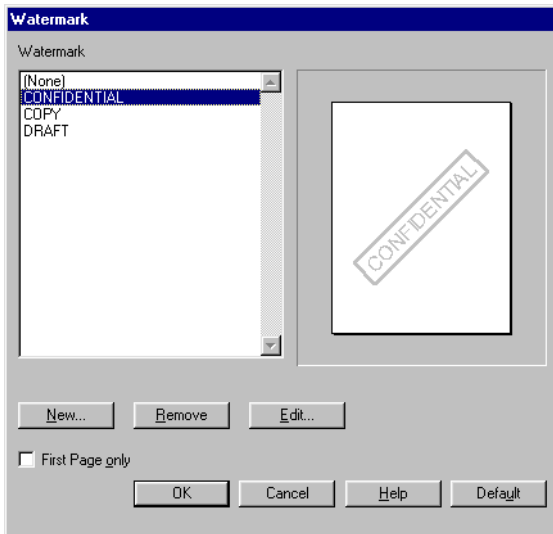 Watermark
Watermark
(None)
CONFIDENTIAL
COPY
DRAFT
CONFIDENTIAL
New...
Remove
Edit...
First Page only
OK
Cancel
Help
Default